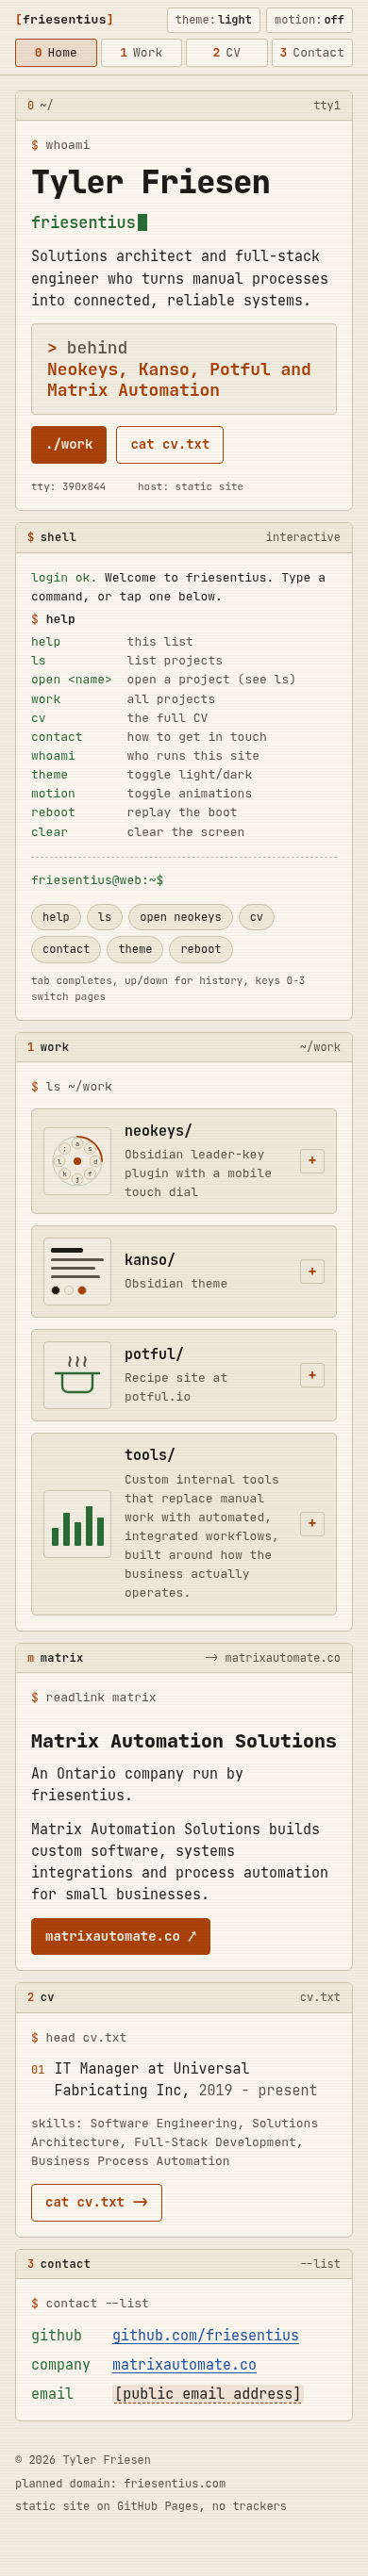 [friesentius] theme:light motion:off
0 Home 1 Work 2 CV 3 Contact
0 ~/ tty1
$ whoami
Tyler Friesen
friesentius
Solutions architect and full-stack
engineer who turns manual processes
into connected, reliable systems.
> behind
Neokeys, Kanso, Potful and
Matrix Automation
./work cat cv.txt
tty: 390x844 host: static site
$ shell interactive
login ok. Welcome to friesentius. Type a
command, or tap one below.
$ help
help this list
ls list projects
open <name> open a project (see ls)
work all projects
cv the full CV
contact how to get in touch
whoami who runs this site
theme toggle light/dark
motion toggle animations
reboot replay the boot
clear clear the screen
friesentius@web:~$
help ls open neokeys cv
contact theme reboot
tab completes, up/down for history, keys 0-3
switch pages
1 work ~/work
$ ls ~/work
neokeys/
Obsidian leader-key
plugin with a mobile
touch dial
+
a s d f j k l ;
kanso/
Obsidian theme
+
potful/
Recipe site at
potful.io
+
tools/
Custom internal tools
that replace manual
work with automated,
integrated workflows,
built around how the
business actually
operates.
+
m matrix -> matrixautomate.co
$ readlink matrix
Matrix Automation Solutions
An Ontario company run by
friesentius.
Matrix Automation Solutions builds
custom software, systems
integrations and process automation
for small businesses.
matrixautomate.co ↗
2 cv cv.txt
$ head cv.txt
01 IT Manager at Universal
Fabricating Inc, 2019 - present
skills: Software Engineering, Solutions
Architecture, Full-Stack Development,
Business Process Automation
cat cv.txt ->
3 contact --list
$ contact --list
github github.com/friesentius
company matrixautomate.co
email [public email address]
© 2026 Tyler Friesen
planned domain: friesentius.com
static site on GitHub Pages, no trackers